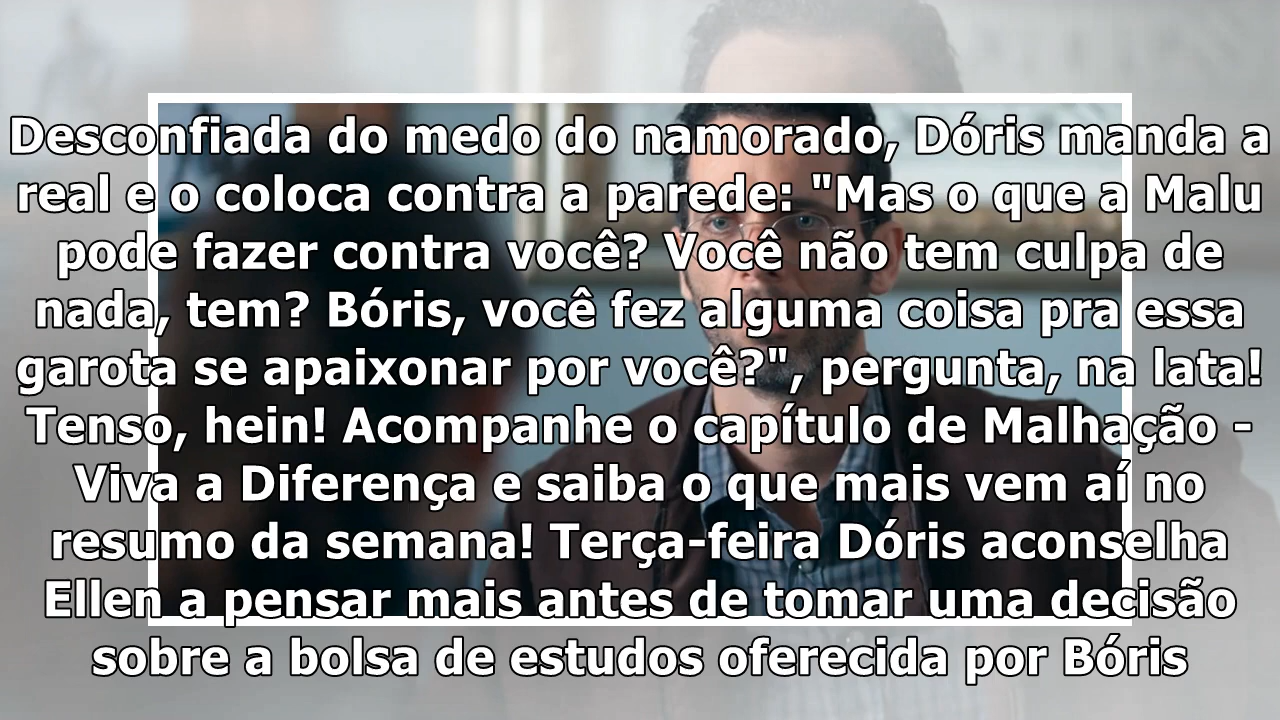 Desconfiada do medo do namorado, Dóris manda a
real e o coloca contra a parede: "Mas o que a Malu
pode fazer contra você? Você não tem culpa de
nada, tem? Bóris, você fez alguma coisa pra essa
garota se apaixonar por você?", pergunta, na lata!
Tenso, hein! Acompanhe o capítulo de Malhação -
Viva a Diferença e saiba o que mais vem aí no
resumo da semana! Terça-feira Dóris aconselha
Ellen a pensar mais antes de tomar uma decisão
sobre a bolsa de estudos oferecida por Bóris